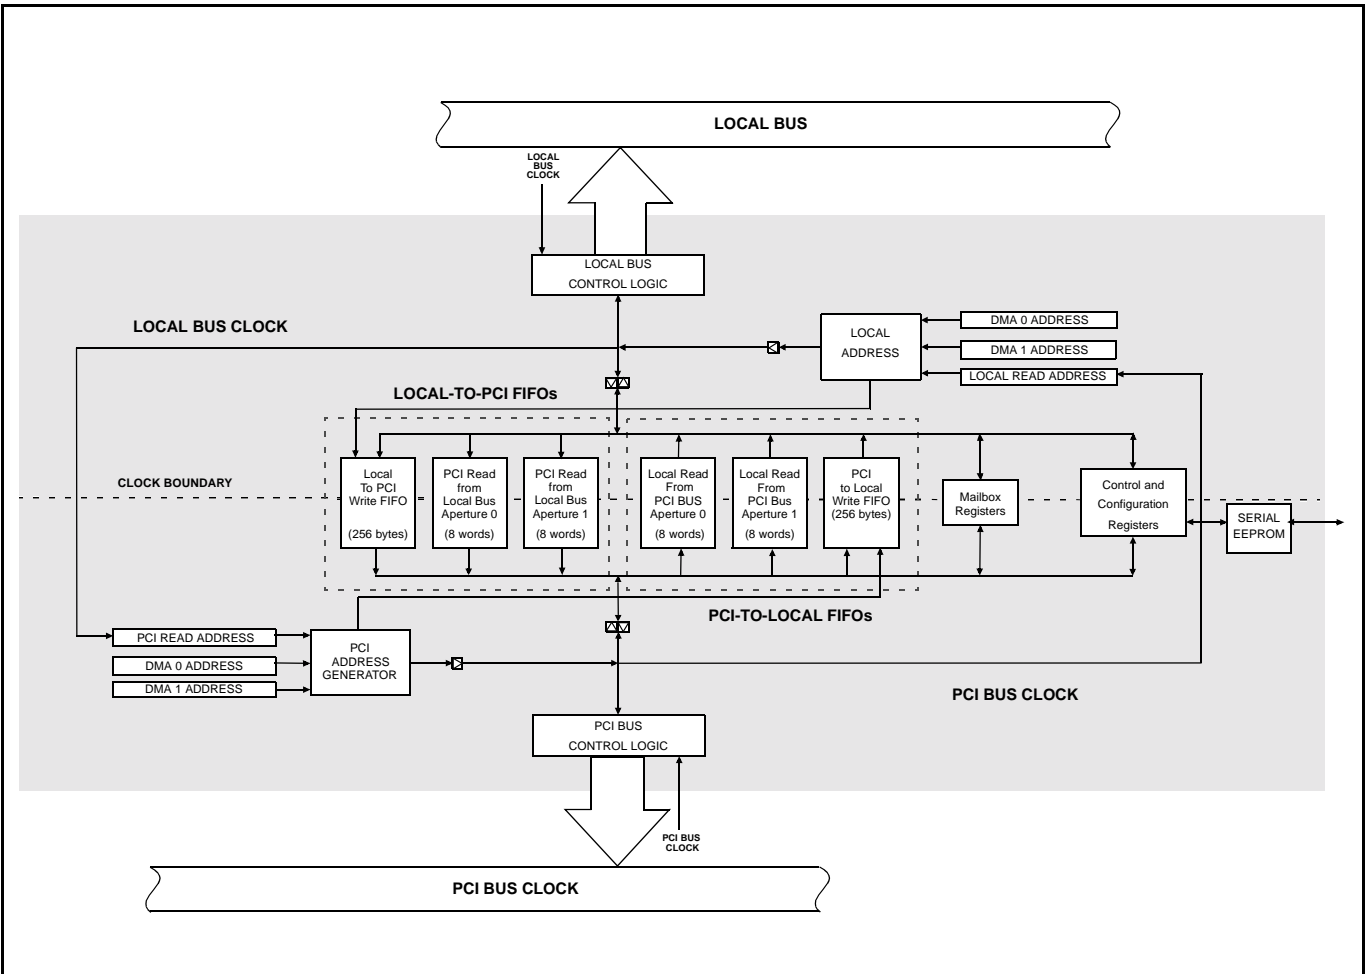 LOCAL BUS
LOCAL
BUS
CLOCK
LOCAL BUS
CONTROL LOGIC
LOCAL BUS CLOCK
LOCAL
ADDRESS
DMA 0 ADDRESS
DMA 1 ADDRESS
LOCAL READ ADDRESS
LOCAL-TO-PCI FIFOs
CLOCK BOUNDARY
Local
To PCI
Write FIFO
(256 bytes)
PCI Read
from
Local Bus
Aperture 0
(8 words)
PCI Read
from
Local Bus
Aperture 1
(8 words)
Local Read
From
PCI BUS
Aperture 0
(8 words)
Local Read
From
PCI Bus
Aperture 1
(8 words)
PCI
to Local
Write FIFO
(256 bytes)
Mailbox
Registers
Control and
Configuration
Registers
SERIAL
EEPROM
PCI-TO-LOCAL FIFOs
PCI READ ADDRESS
DMA 0 ADDRESS
DMA 1 ADDRESS
PCI
ADDRESS
GENERATOR
PCI BUS CLOCK
PCI BUS
CONTROL LOGIC
PCI BUS
CLOCK
PCI BUS CLOCK